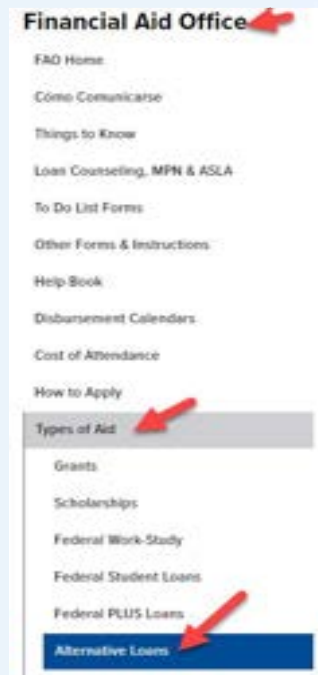 Financial Aid Office
FAO Home
Cómo Comunicarse
Things to Know
Loan Counseling, MPN & ASLA
To Do List Forms
Other Forms & Instructions
Help Book
Disbursement Calendars
Cost of Attendance
How to Apply
Types of Aid
Grants
Scholarships
Federal Work-Study
Federal Student Loans
Federal PLUS Loans
Alternative Loans